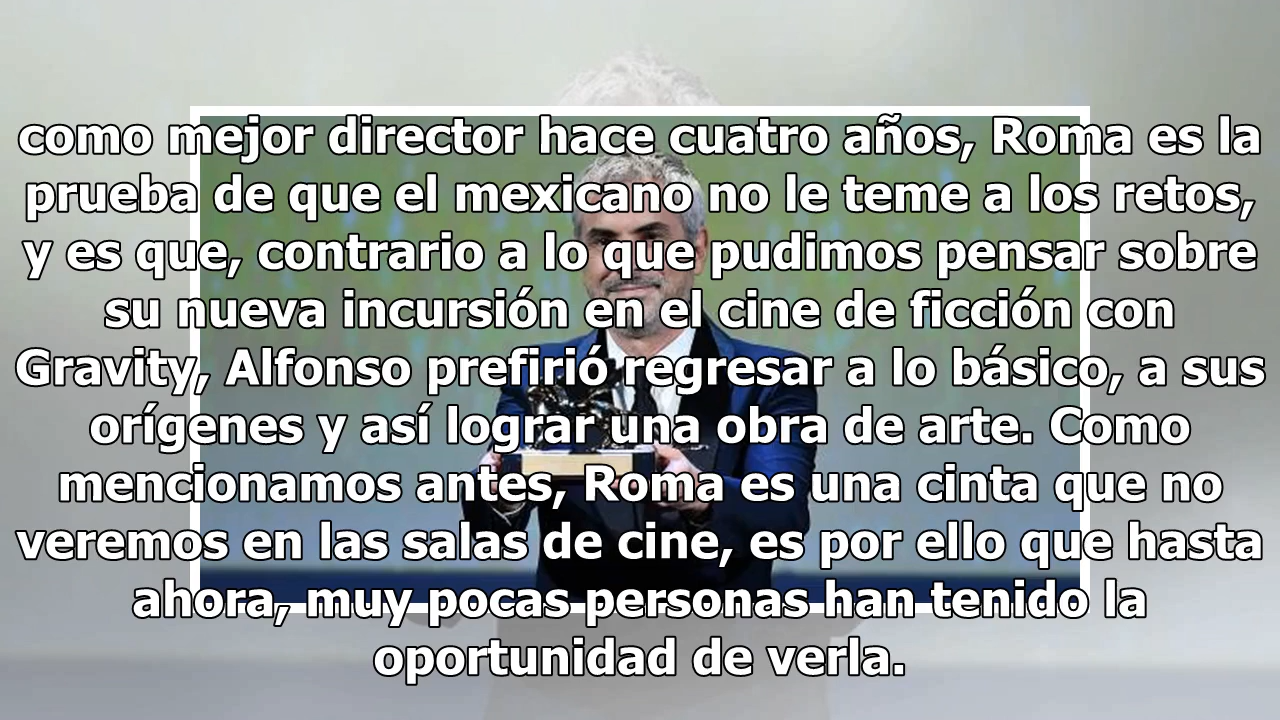 como mejor director hace cuatro años, Roma es la
prueba de que el mexicano no le teme a los retos,
y es que, contrario a lo que pudimos pensar sobre
su nueva incursión en el cine de ficción con
Gravity, Alfonso prefirió regresar a lo básico, a sus
orígenes y así lograr una obra de arte. Como
mencionamos antes, Roma es una cinta que no
veremos en las salas de cine, es por ello que hasta
ahora, muy pocas personas han tenido la
oportunidad de verla.